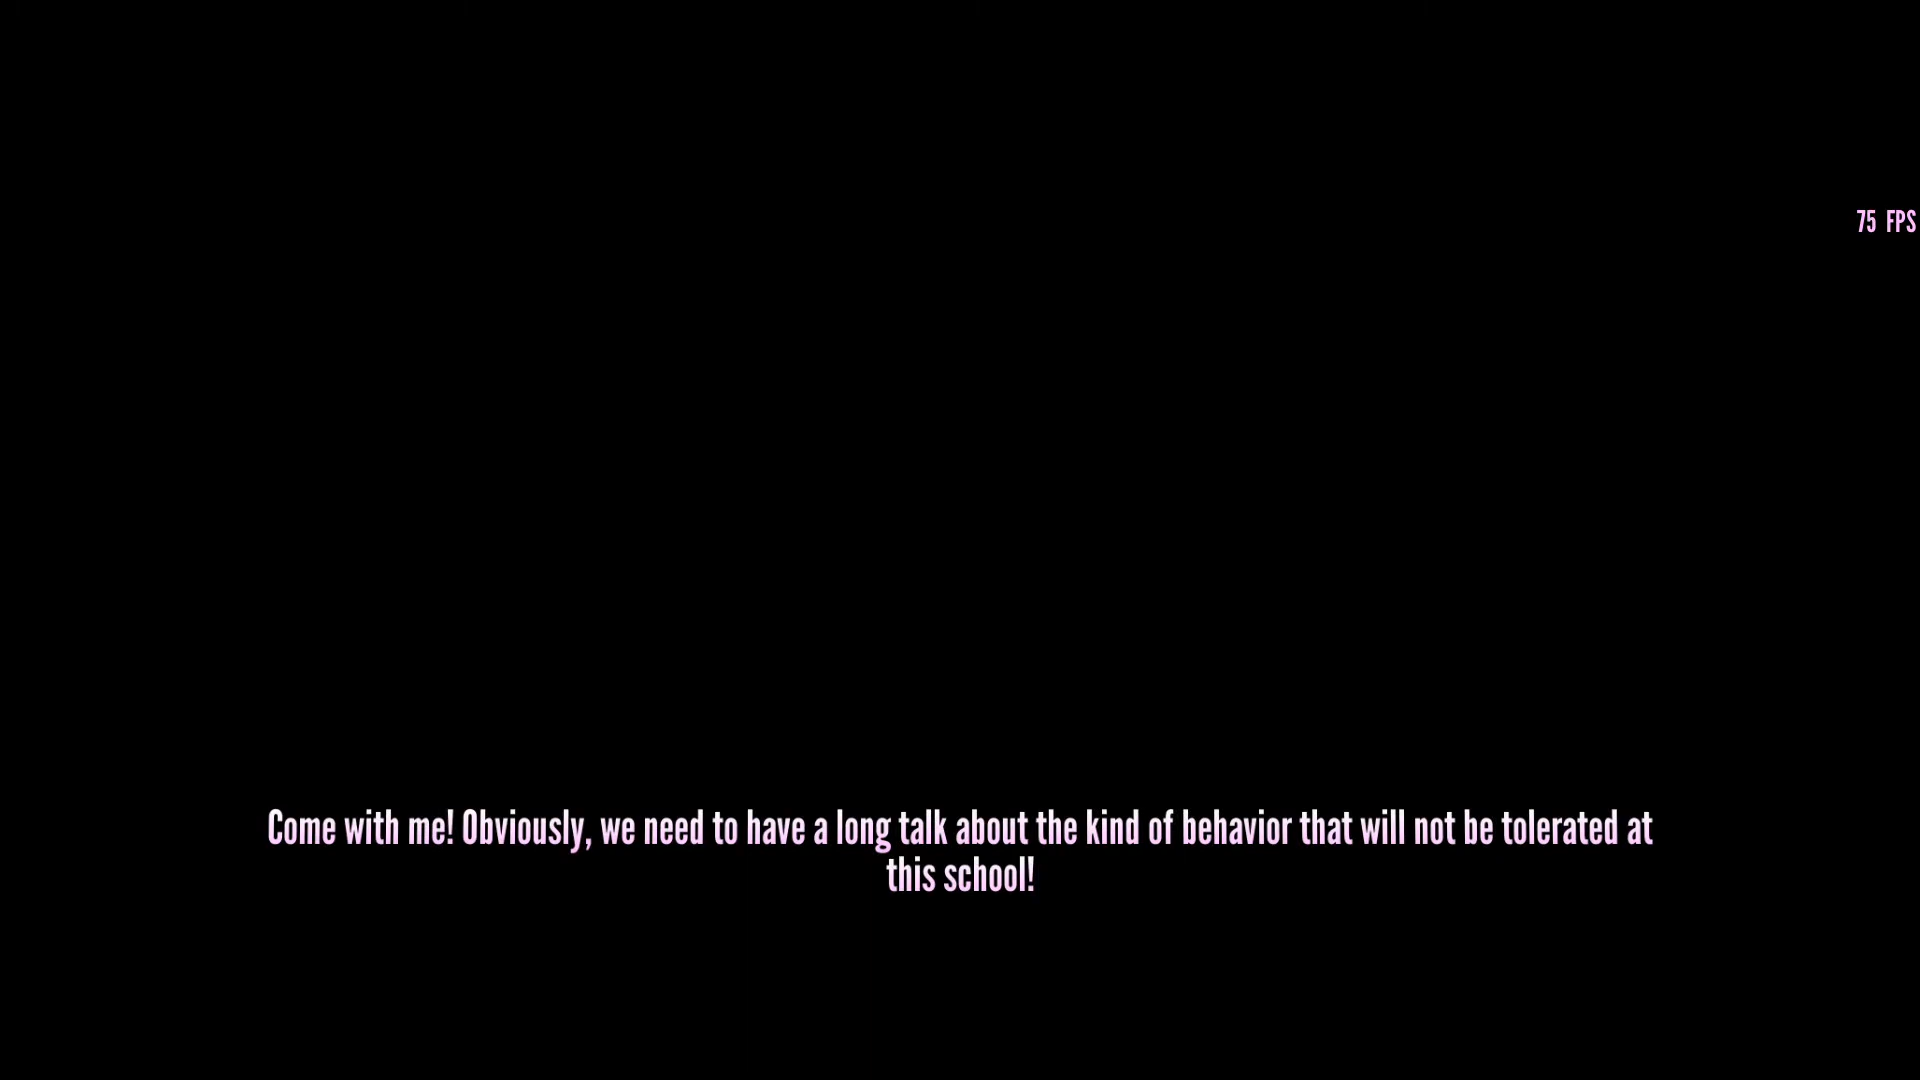 75 FPS
Come with me! Obviously, we need to have a long talk about the kind of behavior that will not be tolerated at
this school!